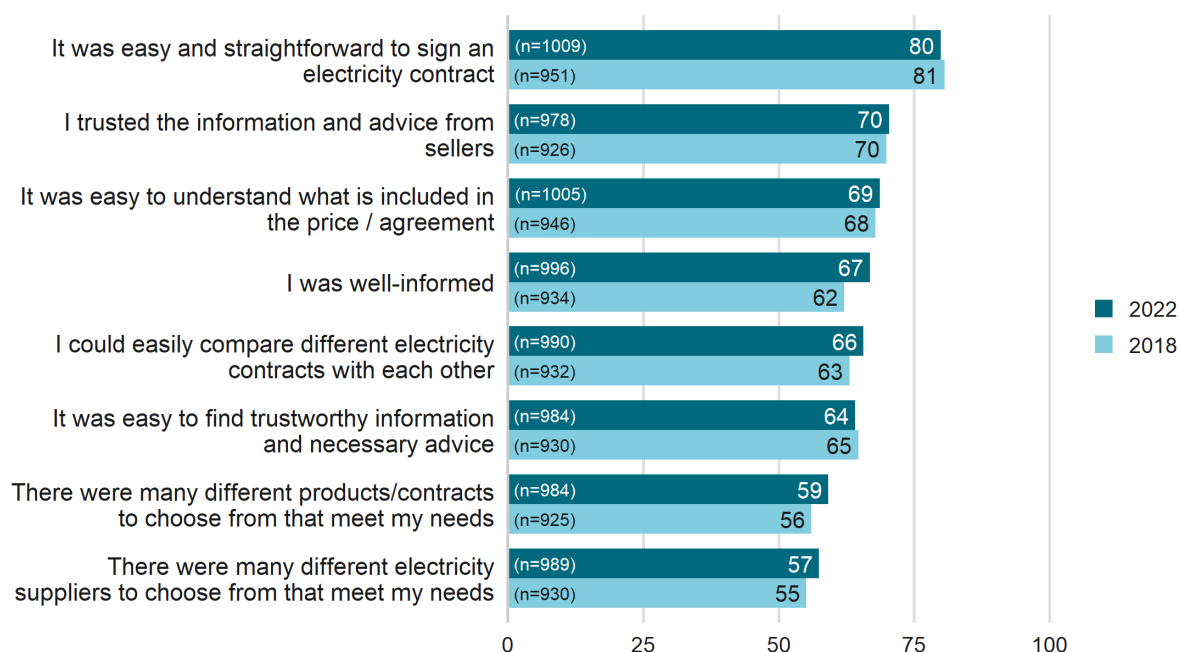 It was easy and straightforward to sign an
electricity contract
(n=1009)
80
(n=951)
81
I trusted the information and advice from
sellers
(n=978)
70
(n=926)
70
It was easy to understand what is included in
the price / agreement
(n=1005)
69
(n=946)
68
I was well-informed
(n=996)
67
(n=934)
62
I could easily compare different electricity
contracts with each other
(n=990)
66
(n=932)
63
It was easy to find trustworthy information
and necessary advice
(n=984)
64
(n=930)
65
There were many different products/contracts
to choose from that meet my needs
(n=984)
59
(n=925)
56
There were many different electricity
suppliers to choose from that meet my needs
(n=989)
57
(n=930)
55
2022
2018
0 25 50 75 100